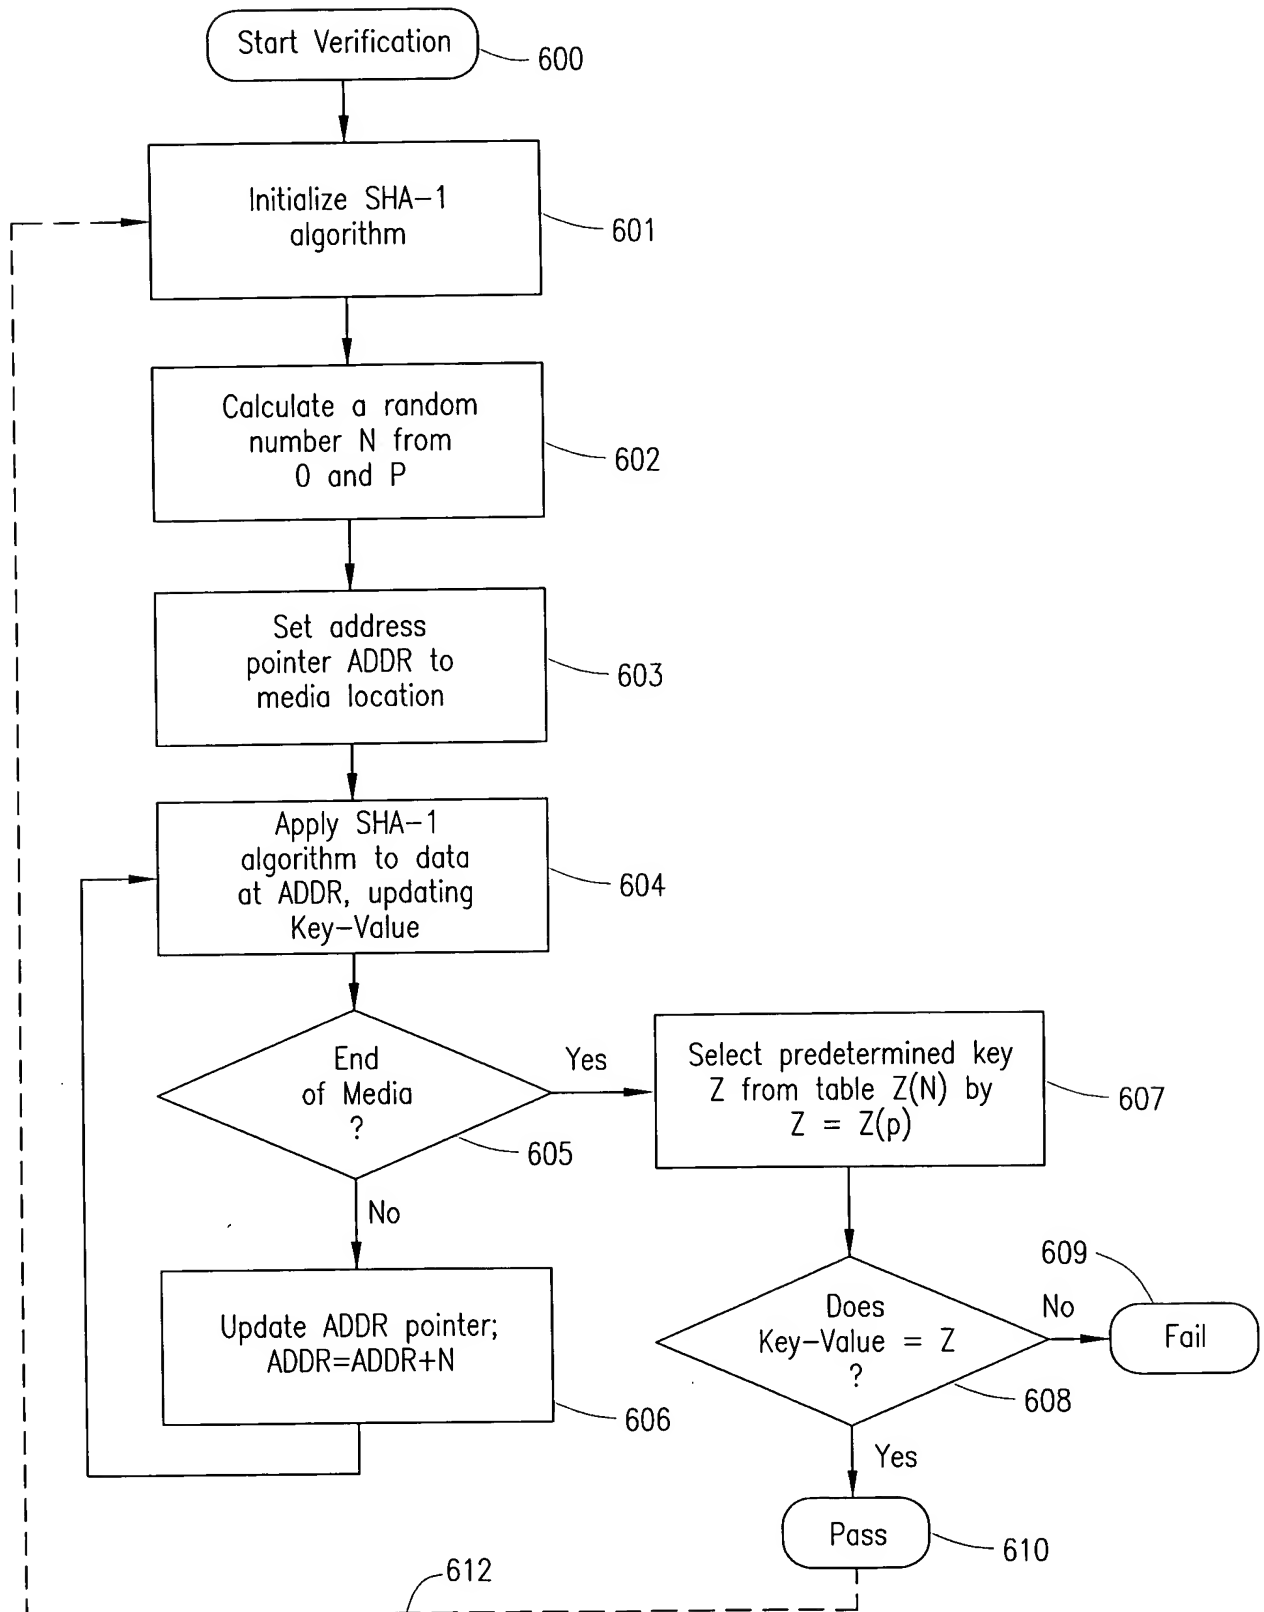 Start Verification
600
Initialize SHA-1
algorithm
601
Calculate a random
number N from
0 and P
602
Set address
pointer ADDR to
media location
603
Apply SHA-1
algorithm to data
at ADDR, updating
Key-Value
604
End
of Media
?
605
Yes
No
Update ADDR pointer;
ADDR=ADDR+N
606
Select predetermined key
Z from table Z(N) by
Z = Z(p)
607
Does
Key-Value = Z
?
608
No
609
Fail
Yes
Pass
610
612